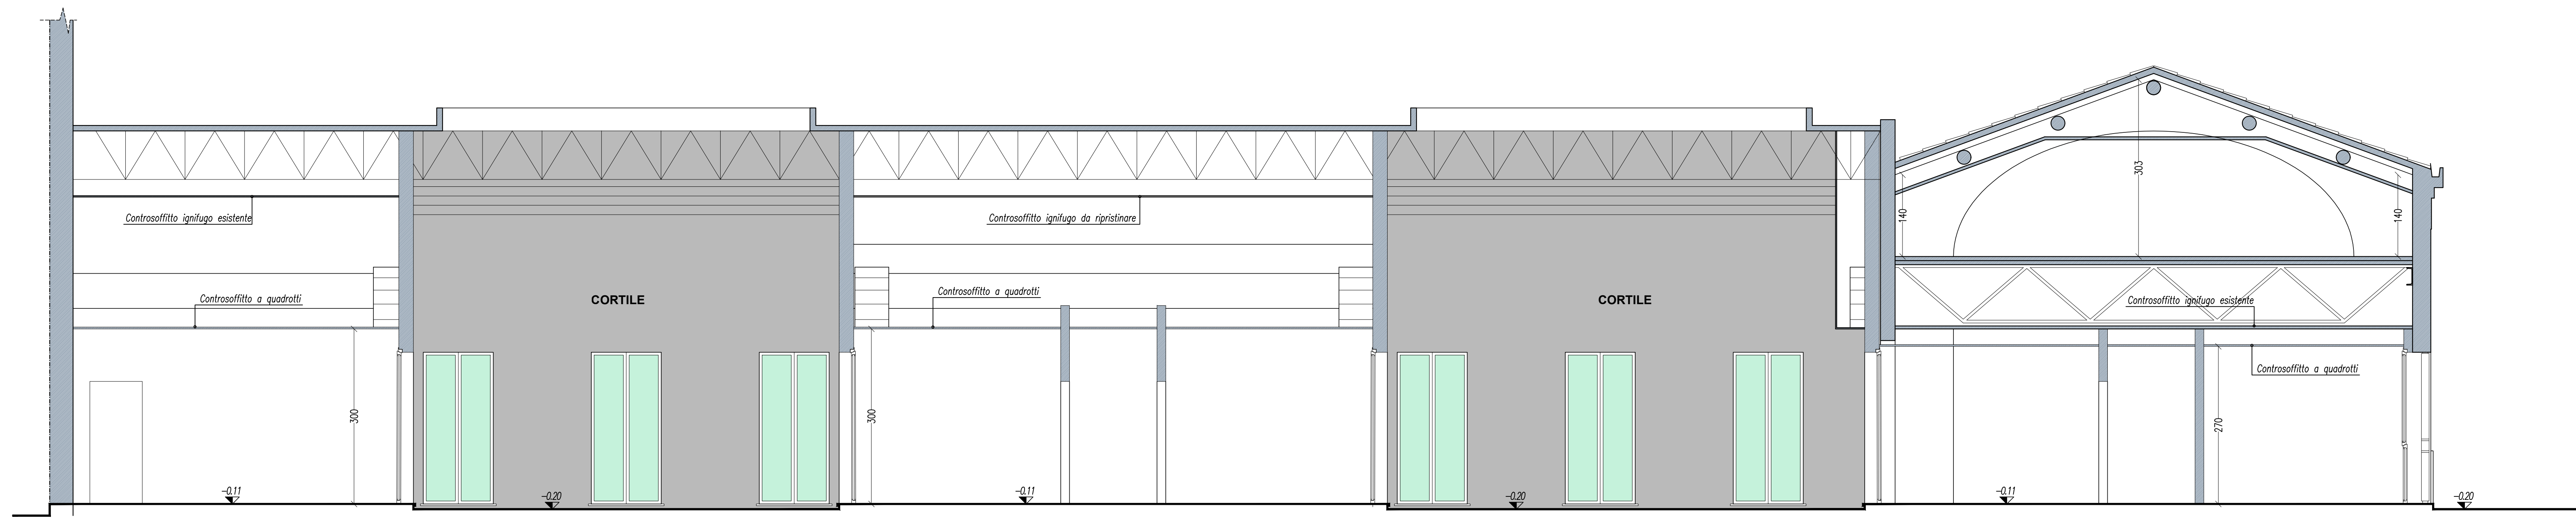 303
140
140
Controsoffitto ignifugo esistente
Controsoffitto ignifugo da ripristinare
Controsoffitto a quadrotti
CORTILE
Controsoffitto a quadrotti
CORTILE
Controsoffitto ignifugo esistente
Controsoffitto a quadrotti
300
300
270
-0.11
-0.20
-0.11
-0.20
-0.11
-0.20